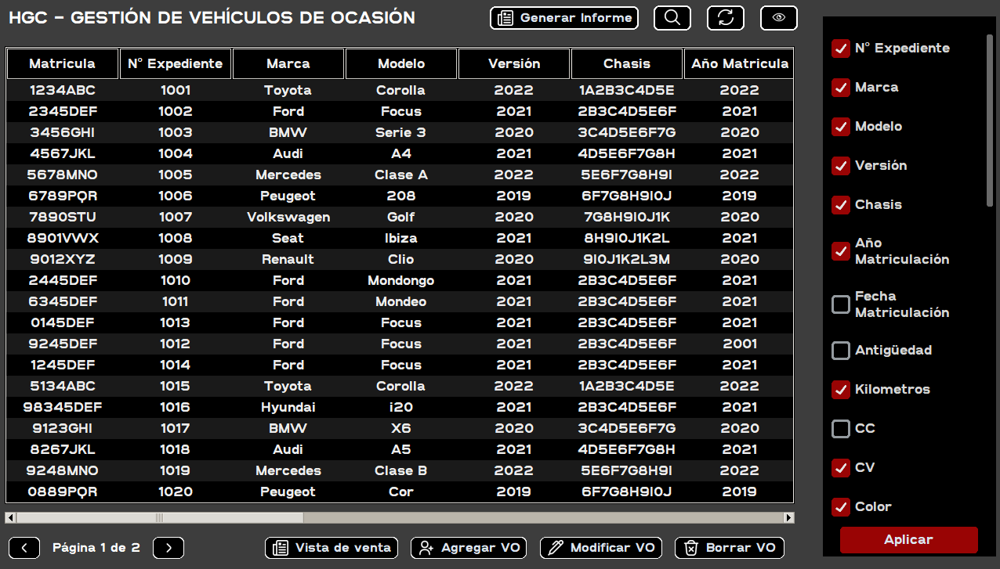 HGC - GESTIÓN DE VEHÍCULOS DE OCASIÓN
Generar Informe
Matricula N° Expediente Marca Modelo Versión Chasis Año Matricula
1234ABC 1001 Toyota Corolla 2022 1A2B3C4D5E 2022
2345DEF 1002 Ford Focus 2021 2B3C4D5E6F 2021
3456GHI 1003 BMW Serie 3 2020 3C4D5E6F7G 2020
4567JKL 1004 Audi A4 2021 4D5E6F7G8H 2021
5678MNO 1005 Mercedes Clase A 2022 5E6F7G8H9I 2022
6789PQR 1006 Peugeot 208 2019 6F7G8H9I0J 2019
7890STU 1007 Volkswagen Golf 2020 7G8H9I0J1K 2020
8901VWX 1008 Seat Ibiza 2021 8H9I0J1K2L 2021
9012XYZ 1009 Renault Clio 2020 9I0J1K2L3M 2020
2445DEF 1010 Ford Mondongo 2021 2B3C4D5E6F 2021
6345DEF 1011 Ford Mondeo 2021 2B3C4D5E6F 2021
0145DEF 1013 Ford Focus 2021 2B3C4D5E6F 2021
9245DEF 1012 Ford Focus 2021 2B3C4D5E6F 2001
1245DEF 1014 Ford Focus 2021 2B3C4D5E6F 2021
5134ABC 1015 Toyota Corolla 2022 1A2B3C4D5E 2022
98345DEF 1016 Hyundai i20 2021 2B3C4D5E6F 2021
9123GHI 1017 BMW X6 2020 3C4D5E6F7G 2020
8267JKL 1018 Audi A5 2021 4D5E6F7G8H 2021
9248MNO 1019 Mercedes Clase B 2022 5E6F7G8H9I 2022
0889PQR 1020 Peugeot Cor 2019 6F7G8H9I0J 2019
Página 1 de 2
Vista de venta
Agregar VO
Modificar VO
Borrar VO
N° Expediente
Marca
Modelo
Versión
Chasis
Año
Matriculación
Fecha
Matriculación
Antigüedad
Kilometros
CC
CV
Color
Aplicar